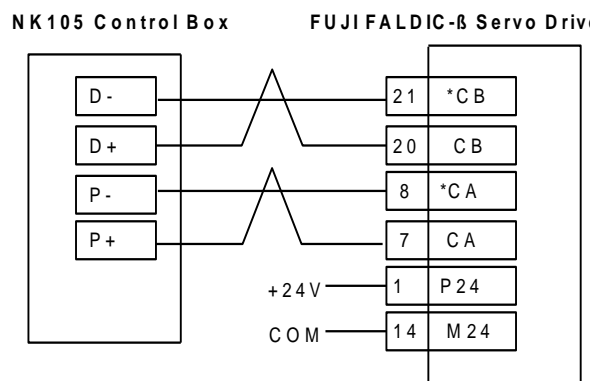 NK105 Control Box FUJI FALDIC-ß Servo Drive
D- 21 *CB
D+ 20 CB
P- 8 *CA
P+ 7 CA
+24V 1 P24
COM 14 M24